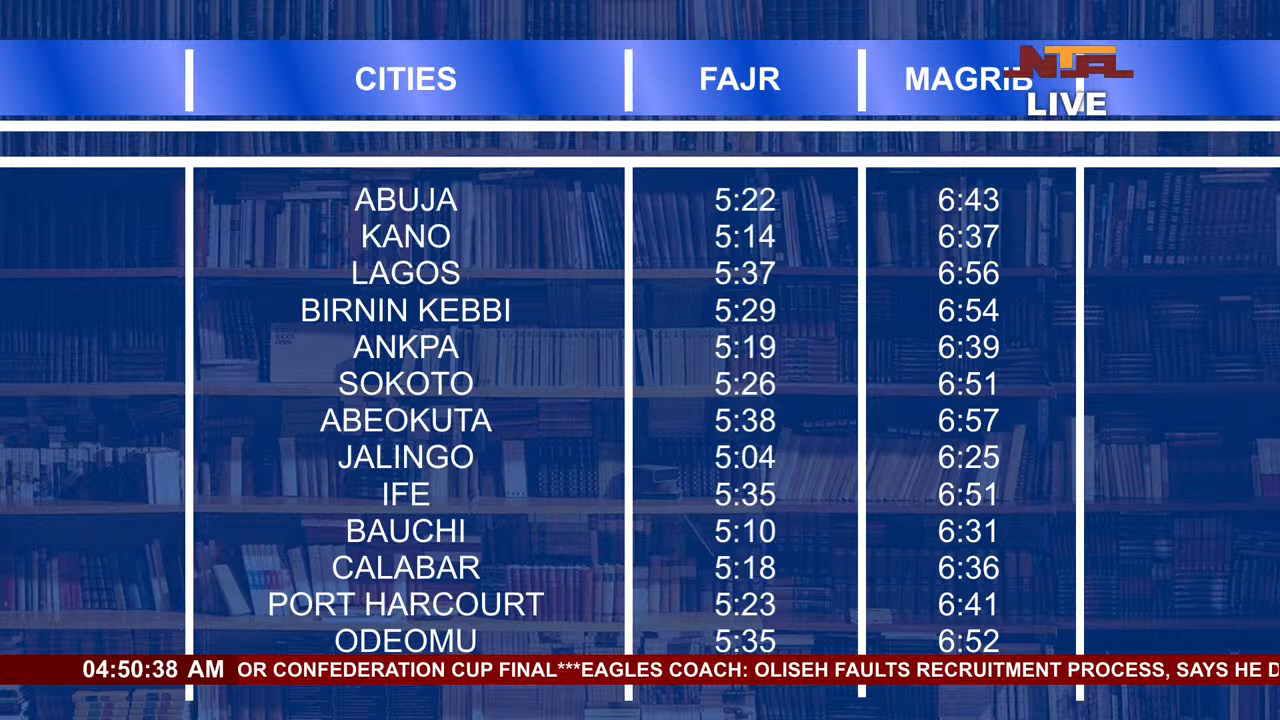 CITIES FAJR MAGRiB
NTA
LIVE
ABUJA 5:22 6:43
KANO 5:14 6:37
LAGOS 5:37 6:56
BIRNIN KEBBI 5:29 6:54
ANKPA 5:19 6:39
SOKOTO 5:26 6:51
ABEOKUTA 5:38 6:57
JALINGO 5:04 6:25
IFE 5:35 6:51
BAUCHI 5:10 6:31
CALABAR 5:18 6:36
PORT HARCOURT 5:23 6:41
ODEOMU 5:35 6:52
04:50:38 AM OR CONFEDERATION CUP FINAL***EAGLES COACH: OLISEH FAULTS RECRUITMENT PROCESS, SAYS HE D